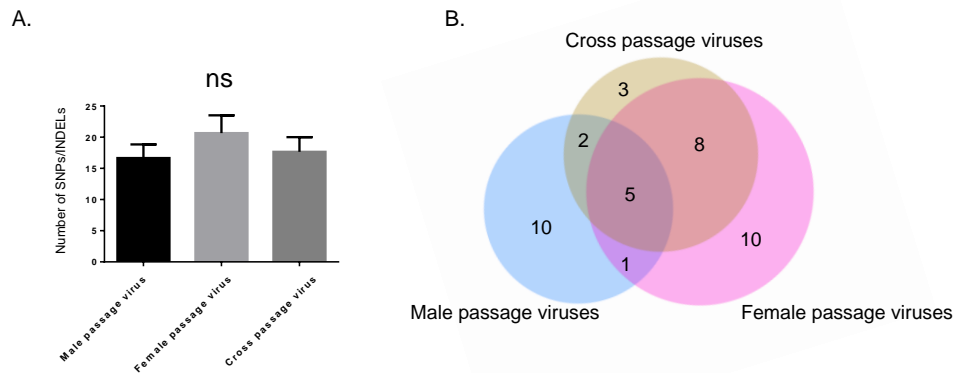 A.
ns
Number of SNPs/INDELs
25
20
15
10
5
0
Male passage virus
Female passage virus
Cross passage virus
B.
Cross passage viruses
3
2
8
5
10
10
1
Male passage viruses
Female passage viruses